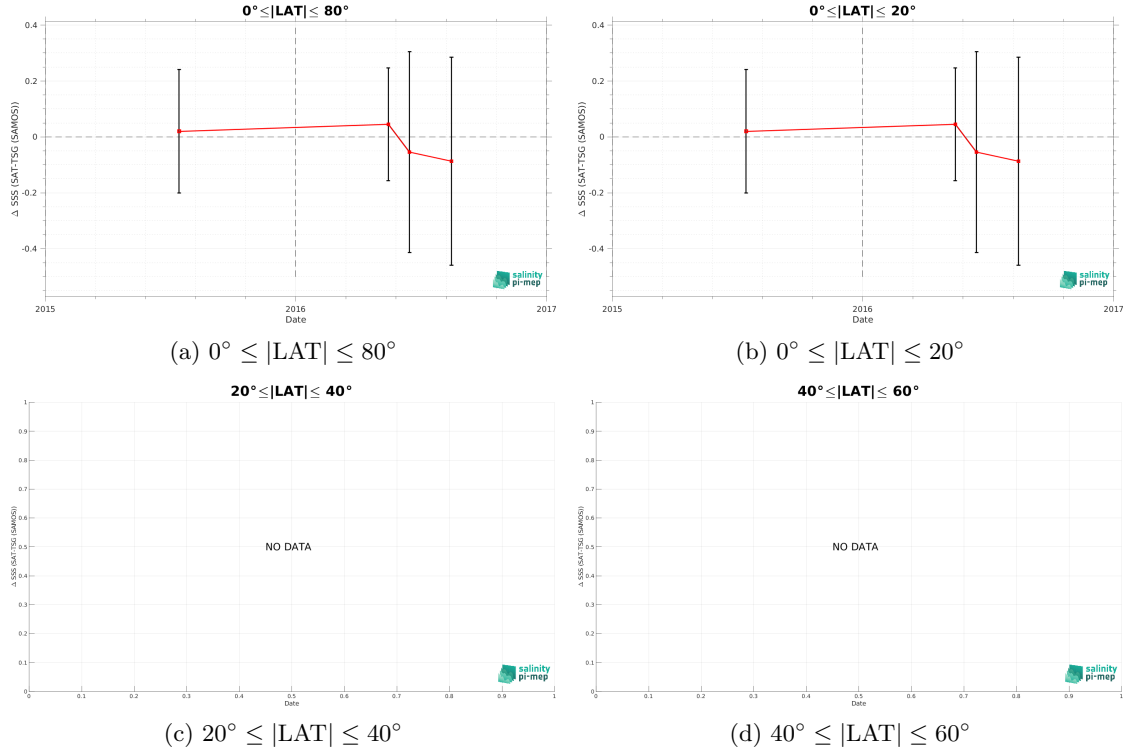 0°≤|LAT|≤ 80°
0.4
0.2
0
-0.2
-0.4
Δ SSS (SAT-TSG (SAMOS))
salinity
pi-mep
2015
2016
2017
Date
(a) 0° ≤ |LAT| ≤ 80°
0°≤|LAT|≤ 20°
0.4
0.2
0
-0.2
-0.4
Δ SSS (SAT-TSG (SAMOS))
salinity
pi-mep
2015
2016
2017
Date
(b) 0° ≤ |LAT| ≤ 20°
20°≤|LAT|≤ 40°
1
0.9
0.8
0.7
0.6
0.5
0.4
0.3
0.2
0.1
0
Δ SSS (SAT-TSG (SAMOS))
NO DATA
salinity
pi-mep
0 0.1 0.2 0.3 0.4 0.5 0.6 0.7 0.8 0.9 1
Date
(c) 20° ≤ |LAT| ≤ 40°
40°≤|LAT|≤ 60°
1
0.9
0.8
0.7
0.6
0.5
0.4
0.3
0.2
0.1
0
Δ SSS (SAT-TSG (SAMOS))
NO DATA
salinity
pi-mep
0 0.1 0.2 0.3 0.4 0.5 0.6 0.7 0.8 0.9 1
Date
(d) 40° ≤ |LAT| ≤ 60°